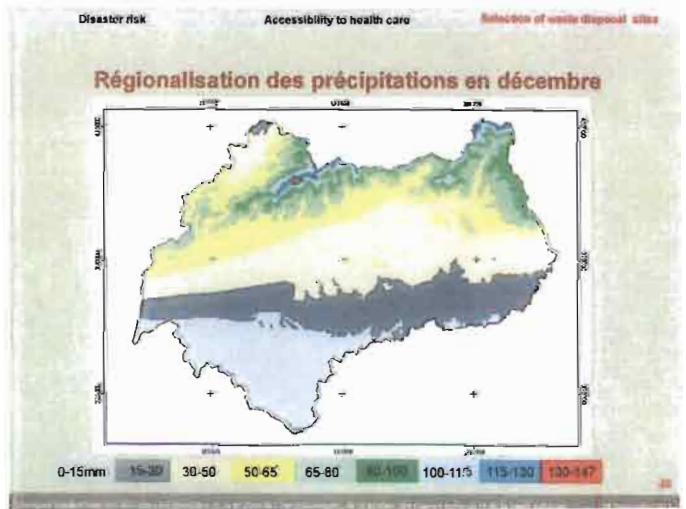 Disaster risk Accessibility to health care Selection of waste disposal sites
Régionalisation des précipitations en décembre
0-15mm 15-30 30-50 50-65 65-80 80-100 100-115 115-130 130-147